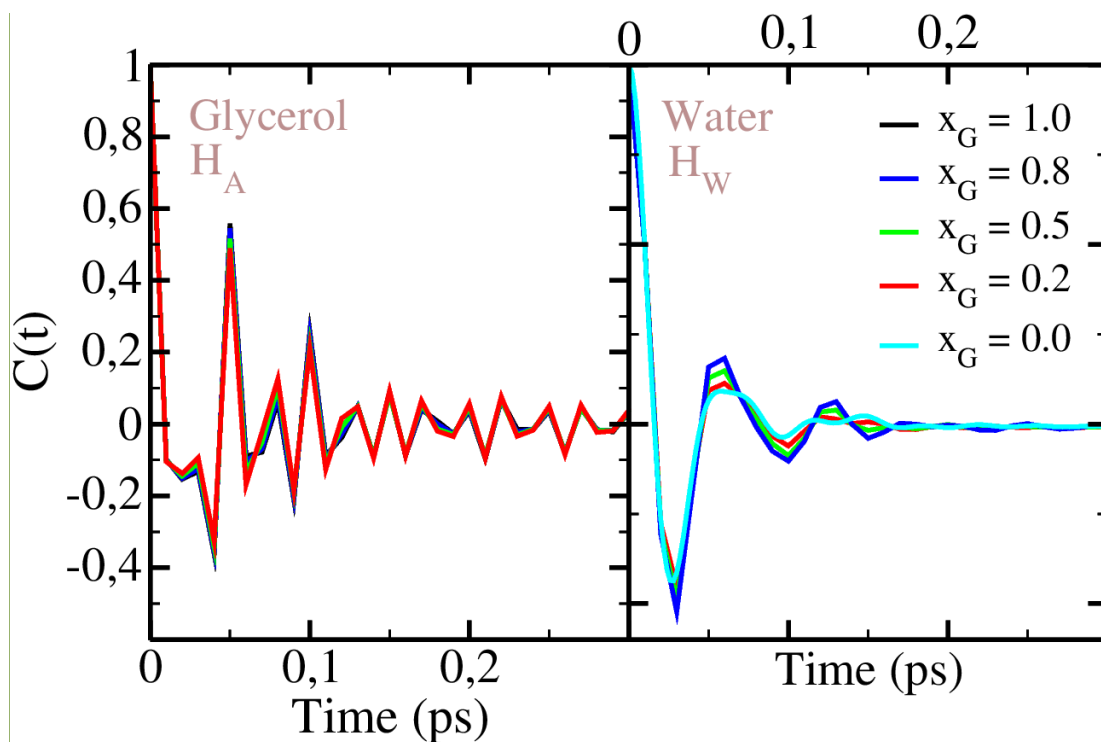 0 0,1 0,2
1
0,8
0,6
0,4
0,2
0
-0,2
-0,4
C(t)
Glycerol
H_A
0 0,1 0,2
Time (ps)
Water
H_W
x_G = 1.0
x_G = 0.8
x_G = 0.5
x_G = 0.2
x_G = 0.0
Time (ps)